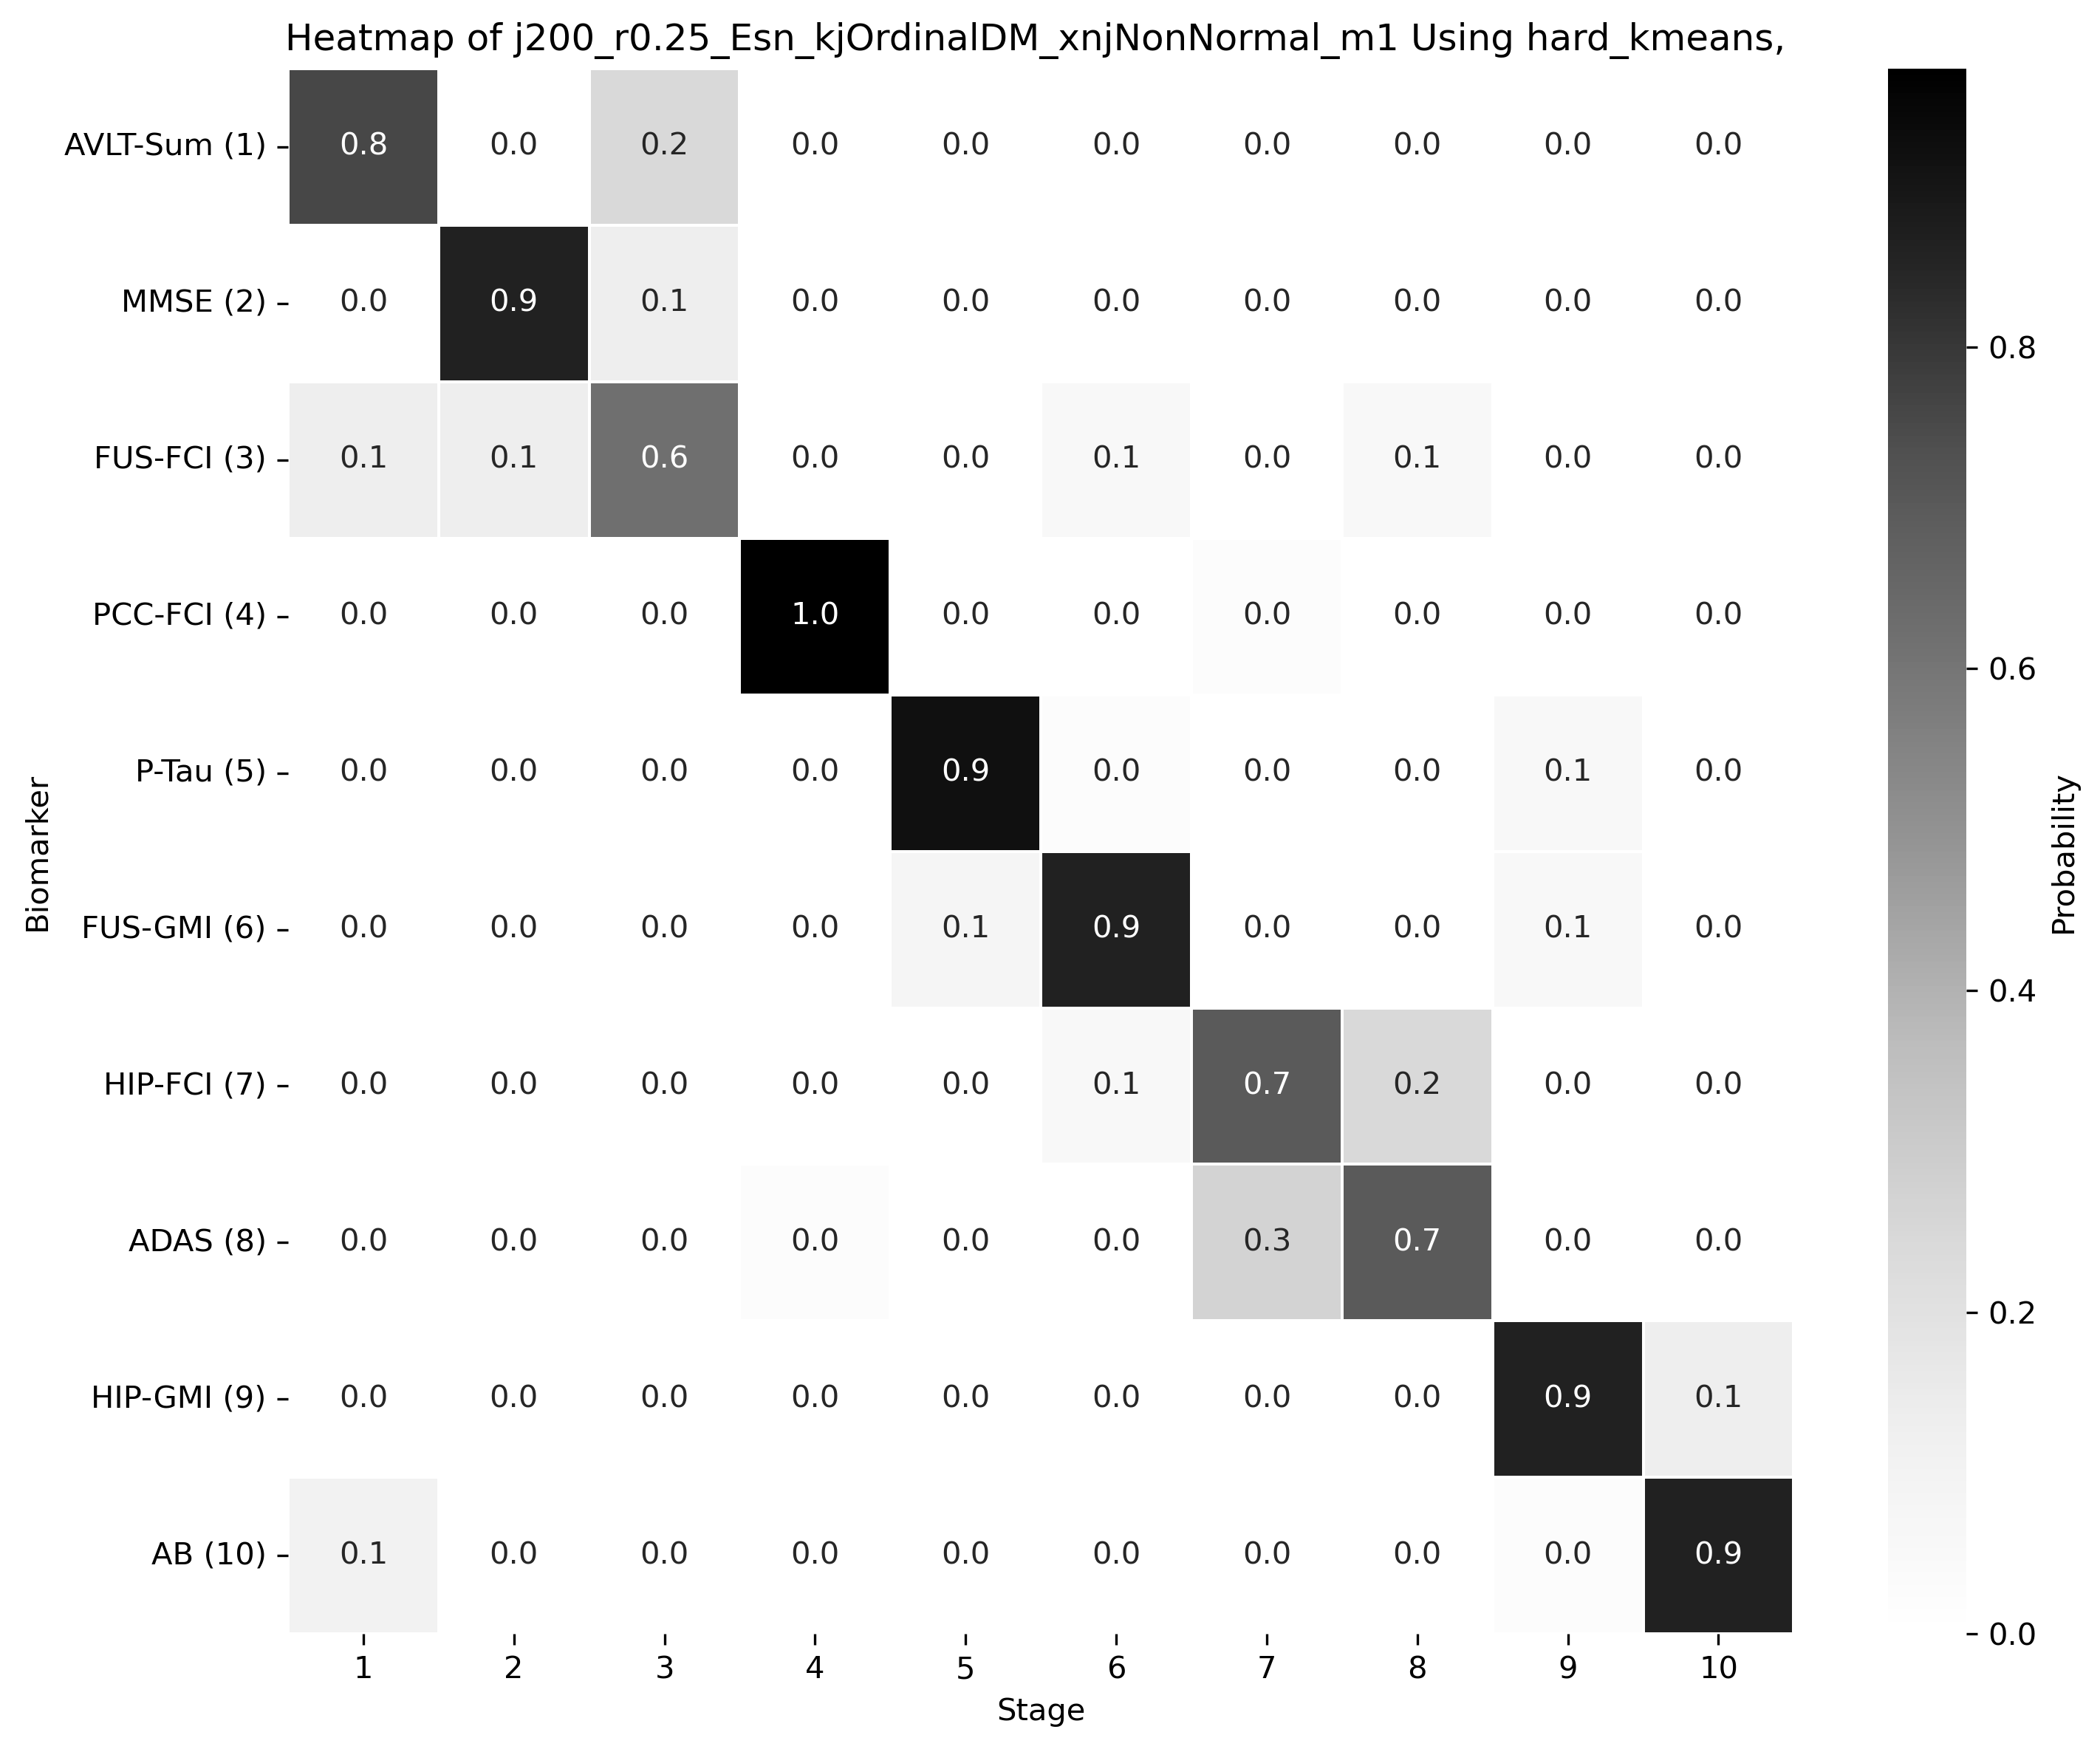 Heatmap of j200_r0.25_Esn_kjOrdinalDM_xnjNonNormal_m1 Using hard_kmeans,
AVLT-Sum (1) 0.8 0.0 0.2 0.0 0.0 0.0 0.0 0.0 0.0 0.0
MMSE (2) 0.0 0.9 0.1 0.0 0.0 0.0 0.0 0.0 0.0 0.0
FUS-FCI (3) 0.1 0.1 0.6 0.0 0.0 0.1 0.0 0.1 0.0 0.0
PCC-FCI (4) 0.0 0.0 0.0 1.0 0.0 0.0 0.0 0.0 0.0 0.0
P-Tau (5) 0.0 0.0 0.0 0.0 0.9 0.0 0.0 0.0 0.1 0.0
FUS-GMI (6) 0.0 0.0 0.0 0.0 0.1 0.9 0.0 0.0 0.1 0.0
HIP-FCI (7) 0.0 0.0 0.0 0.0 0.0 0.1 0.7 0.2 0.0 0.0
ADAS (8) 0.0 0.0 0.0 0.0 0.0 0.0 0.3 0.7 0.0 0.0
HIP-GMI (9) 0.0 0.0 0.0 0.0 0.0 0.0 0.0 0.0 0.9 0.1
AB (10) 0.1 0.0 0.0 0.0 0.0 0.0 0.0 0.0 0.0 0.9
1 2 3 4 5 6 7 8 9 10
Stage
Biomarker
0.8
0.6
0.4
0.2
0.0
Probability